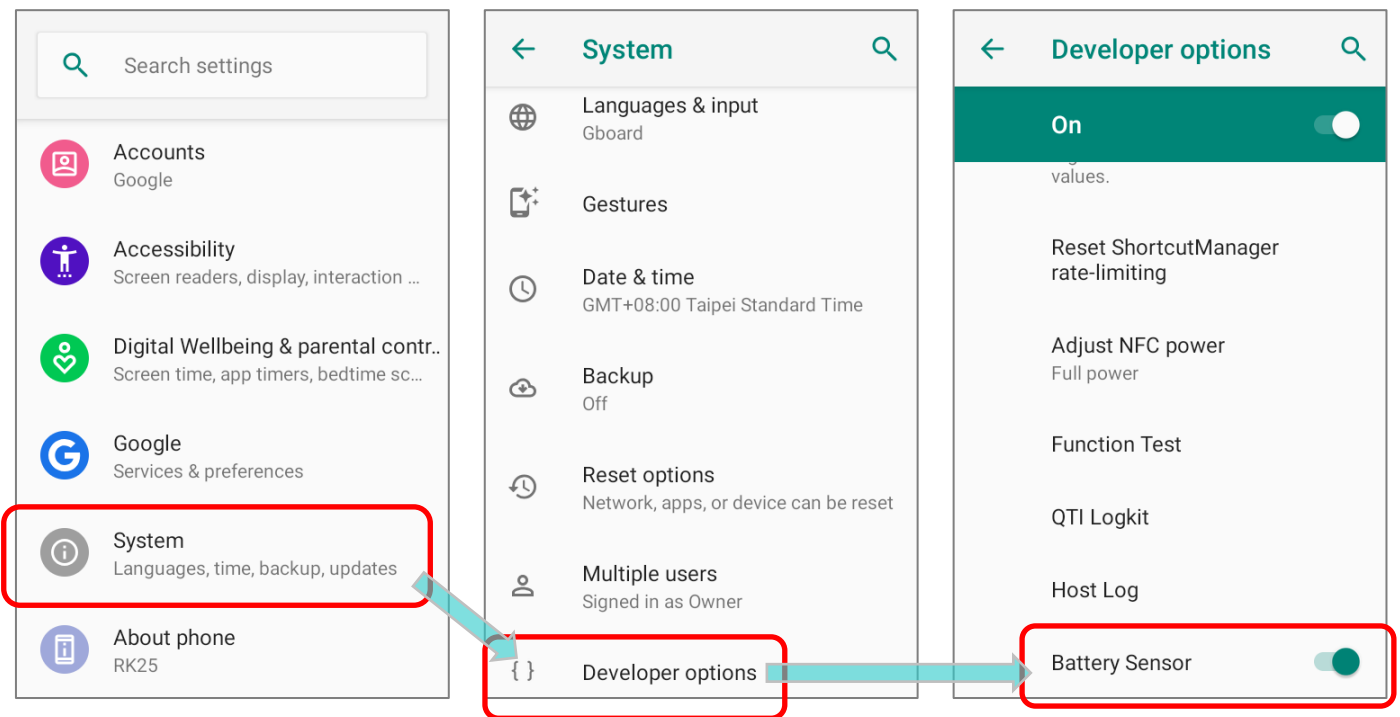 Search settings
Accounts
Google
Accessibility
Screen readers, display, interaction ...
Digital Wellbeing & parental contr..
Screen time, app timers, bedtime sc...
Google
Services & preferences
System
Languages, time, backup, updates
About phone
RK25
System
Languages & input
Gboard
Gestures
Date & time
GMT+08:00 Taipei Standard Time
Backup
Off
Reset options
Network, apps, or device can be reset
Multiple users
Signed in as Owner
{ }
Developer options
Developer options
On
values.
Reset ShortcutManager
rate-limiting
Adjust NFC power
Full power
Function Test
QTI Logkit
Host Log
Battery Sensor